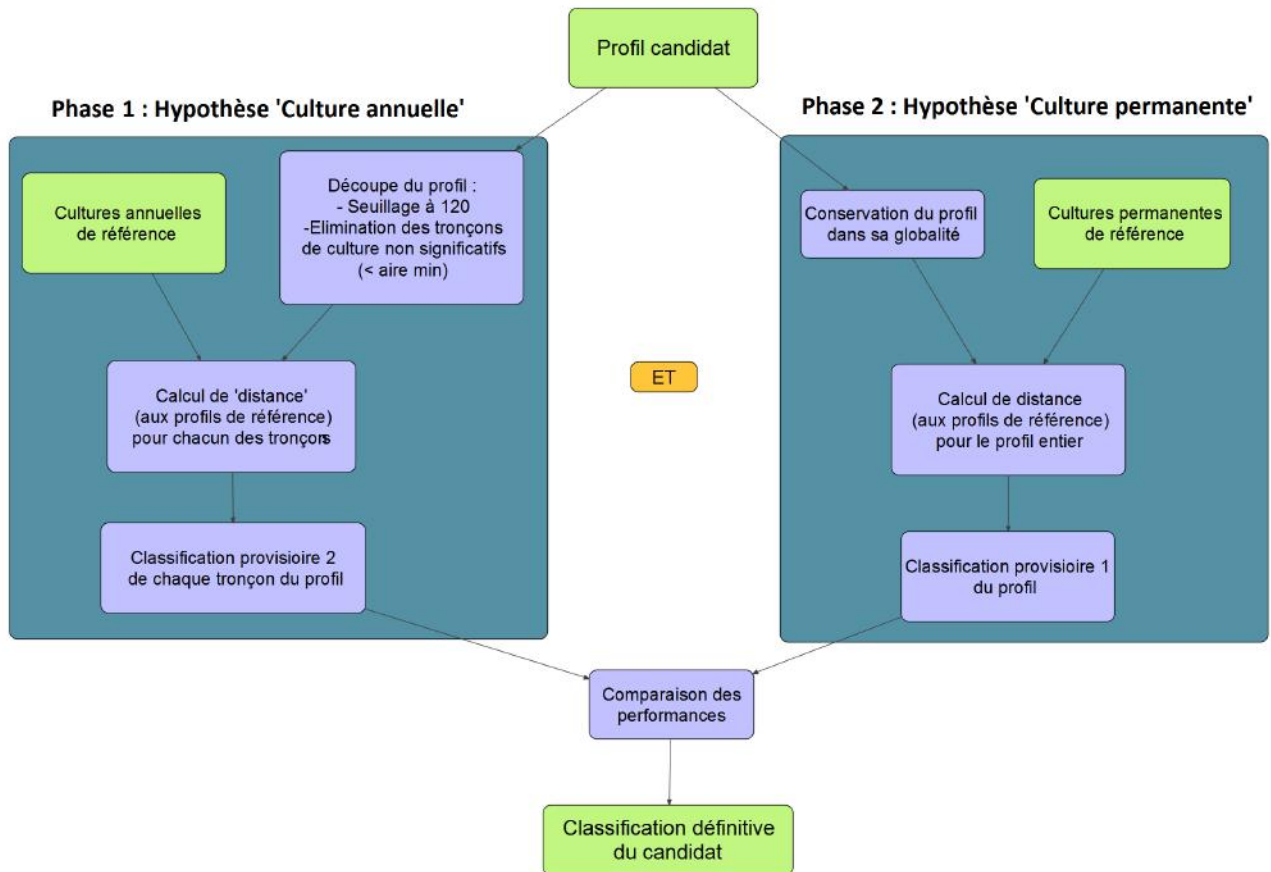 Profil candidat
Phase 1 : Hypothèse 'Culture annuelle'
Phase 2 : Hypothèse 'Culture permanente'
Cultures annuelles
de référence
Découpe du profil :
- Seuillage à 120
-Elimination des tronçons
de culture non significatifs
(< aire min)
Conservation du profil
dans sa globalité
Cultures permanentes
de référence
Calcul de 'distance'
(aux profils de référence)
pour chacun des tronçons
ET
Calcul de distance
(aux profils de référence)
pour le profil entier
Classification provisioire 2
de chaque tronçon du profil
Classification provisioire 1
du profil
Comparaison des
performances
Classification définitive
du candidat